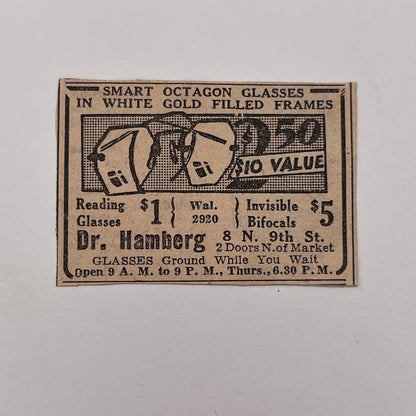 SMART OCTAGON GLASSES
IN WHITE GOLD FILLED FRAMES
50
$10 VALUE
Reading Glasses $1
Wal. 2920
Invisible Bifocals $5
Dr. Hamberg 8 N. 9th St.
2 Doors N. of Market
GLASSES Ground While You Wait
Open 9 A. M. to 9 P. M., Thurs., 6.30 P. M.